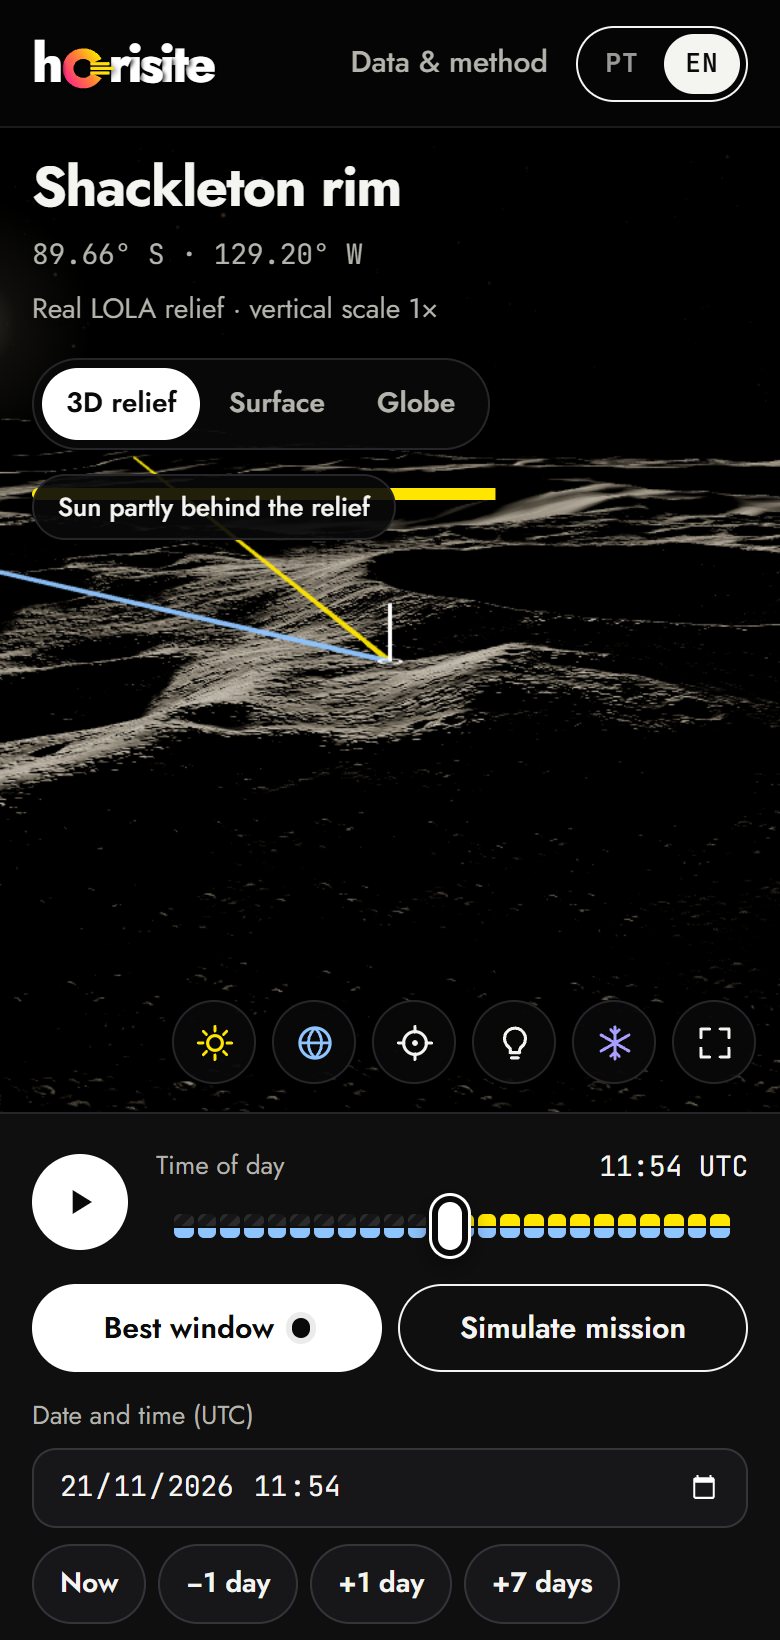 horisite
Data & method
PT EN
Shackleton rim
89.66° S · 129.20° W
Real LOLA relief · vertical scale 1×
3D relief Surface Globe
Sun partly behind the relief
Time of day 11:54 UTC
Best window Simulate mission
Date and time (UTC)
21/11/2026 11:54
Now −1 day +1 day +7 days